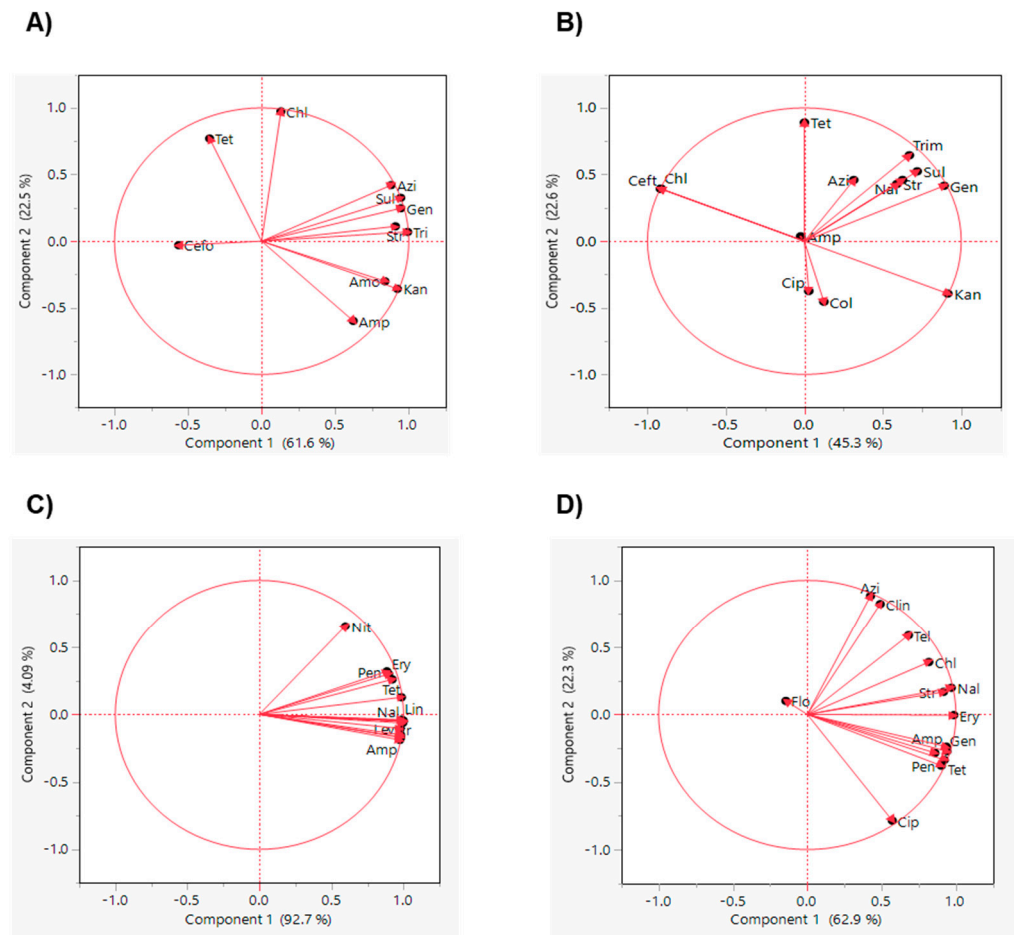 A)
1.0
0.5
0.0
-0.5
-1.0
Component 2 (22.5 %)
Chl
Tet
Azi
Sul
Gen
Str
Tri
Cefo
Amo
Kan
Amp
-1.0 -0.5 0.0 0.5 1.0
Component 1 (61.6 %)
B)
1.0
0.5
0.0
-0.5
-1.0
Component 2 (22.6 %)
Tet
Trim
Sul
Azi
Nal
Str
Gen
Ceft
Chl
Amp
Cip
Col
Kan
-1.0 -0.5 0.0 0.5 1.0
Component 1 (45.3 %)
C)
1.0
0.5
0.0
-0.5
-1.0
Component 2 (4.09 %)
Nit
Ery
Pen
Tet
Nal
Lin
Amp
-1.0 -0.5 0.0 0.5 1.0
Component 1 (92.7 %)
D)
1.0
0.5
0.0
-0.5
-1.0
Component 2 (22.3 %)
Azi
Clin
Tel
Chl
Nal
Str
Flo
Ery
Amp
Gen
Pen
Tet
Cip
-1.0 -0.5 0.0 0.5 1.0
Component 1 (62.9 %)